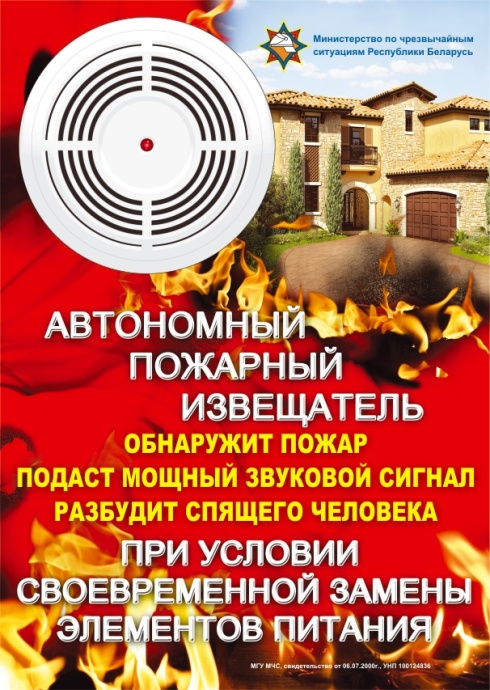 Министерство по чрезвычайным
ситуациям Республики Беларусь
АВТОНОМНЫЙ
ПОЖАРНЫЙ
ИЗВЕЩАТЕЛЬ
ОБНАРУЖИТ ПОЖАР
ПОДАСТ МОЩНЫЙ ЗВУКОВОЙ СИГНАЛ
РАЗБУДИТ СПЯЩЕГО ЧЕЛОВЕКА
ПРИ УСЛОВИИ
СВОЕВРЕМЕННОЙ ЗАМЕНЫ
ЭЛЕМЕНТОВ ПИТАНИЯ
МГУ МЧС, свидетельство от 06.07.2000г., УНП 100124836